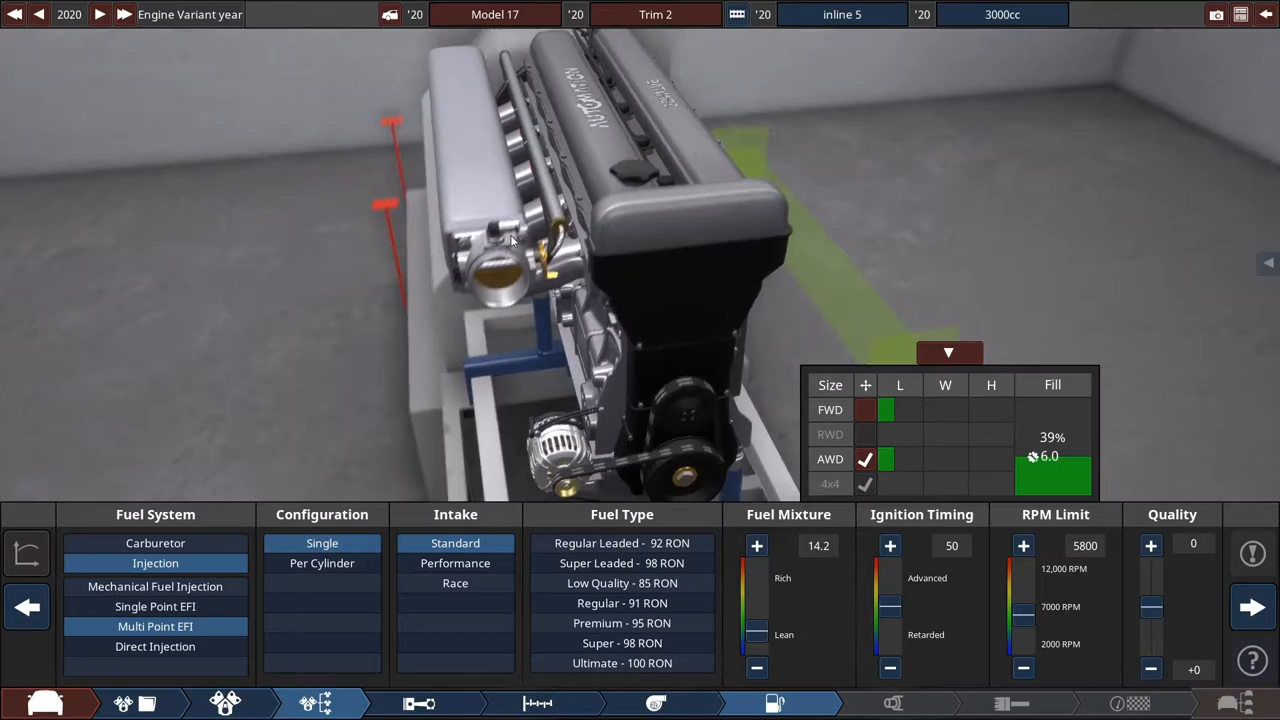 2020 Engine Variant year '20 Model 17 '20 Trim 2 '20 inline 5 '20 3000cc
AUTOMATION
Size L W H Fill
FWD
RWD
AWD
4x4
39%
6.0
Fuel System
Carburetor
Injection
Mechanical Fuel Injection
Single Point EFI
Multi Point EFI
Direct Injection
Configuration
Single
Per Cylinder
Intake
Standard
Performance
Race
Fuel Type
Regular Leaded - 92 RON
Super Leaded - 98 RON
Low Quality - 85 RON
Regular - 91 RON
Premium - 95 RON
Super - 98 RON
Ultimate - 100 RON
Fuel Mixture
+ 14.2
Rich
Lean
Ignition Timing
+ 50
Advanced
Retarded
RPM Limit
+ 5800
12,000 RPM
7000 RPM
2000 RPM
Quality
+ 0
+0